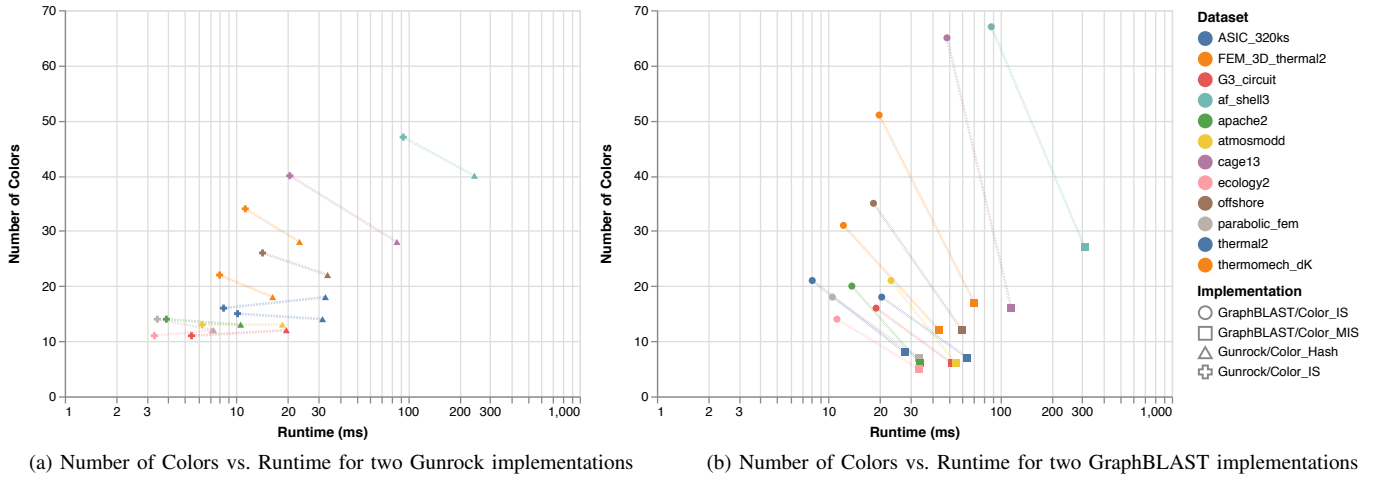 70
60
50
40
30
20
10
0
Number of Colors
1 2 3 10 20 30 100 200 300 1,000
Runtime (ms)
(a) Number of Colors vs. Runtime for two Gunrock implementations
70
60
50
40
30
20
10
0
Number of Colors
1 2 3 10 20 30 100 200 300 1,000
Runtime (ms)
(b) Number of Colors vs. Runtime for two GraphBLAST implementations
Dataset
ASIC_320ks
FEM_3D_thermal2
G3_circuit
af_shell3
apache2
atmosmodd
cage13
ecology2
offshore
parabolic_fem
thermal2
thermomech_dK
Implementation
GraphBLAST/Color_IS
GraphBLAST/Color_MIS
Gunrock/Color_Hash
Gunrock/Color_IS